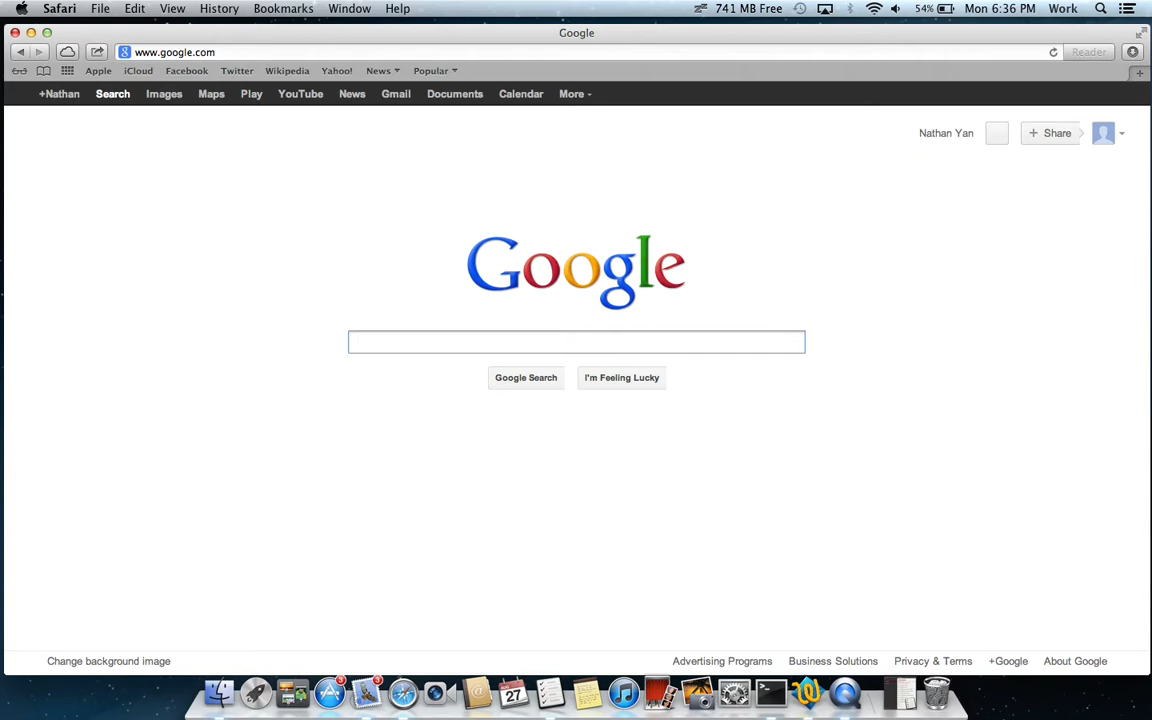 Safari File Edit View History Bookmarks Window Help 741 MB Free 54% Mon 6:36 PM Work
Google
www.google.com Reader
Apple iCloud Facebook Twitter Wikipedia Yahoo! News Popular
+Nathan Search Images Maps Play YouTube News Gmail Documents Calendar More
Nathan Yan + Share
Google
Google Search I'm Feeling Lucky
Change background image Advertising Programs Business Solutions Privacy & Terms +Google About Google
3 3
27